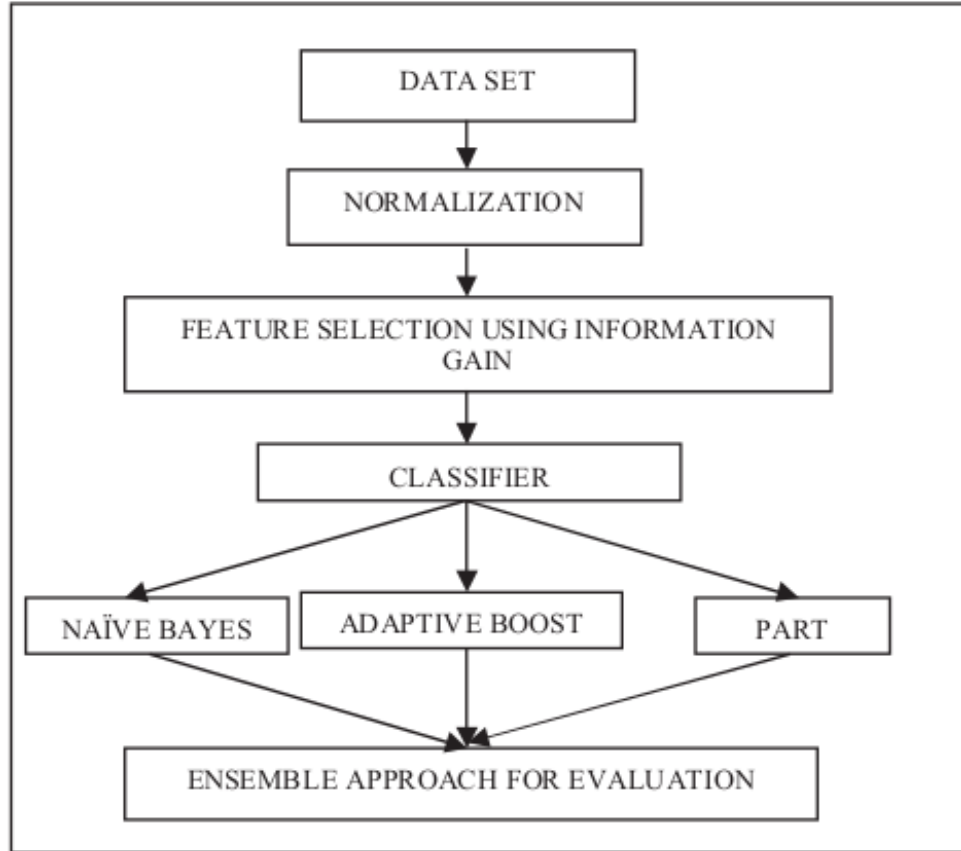 DATA SET
NORMALIZATION
FEATURE SELECTION USING INFORMATION
GAIN
CLASSIFIER
NAÏVE BAYES
ADAPTIVE BOOST
PART
ENSEMBLE APPROACH FOR EVALUATION